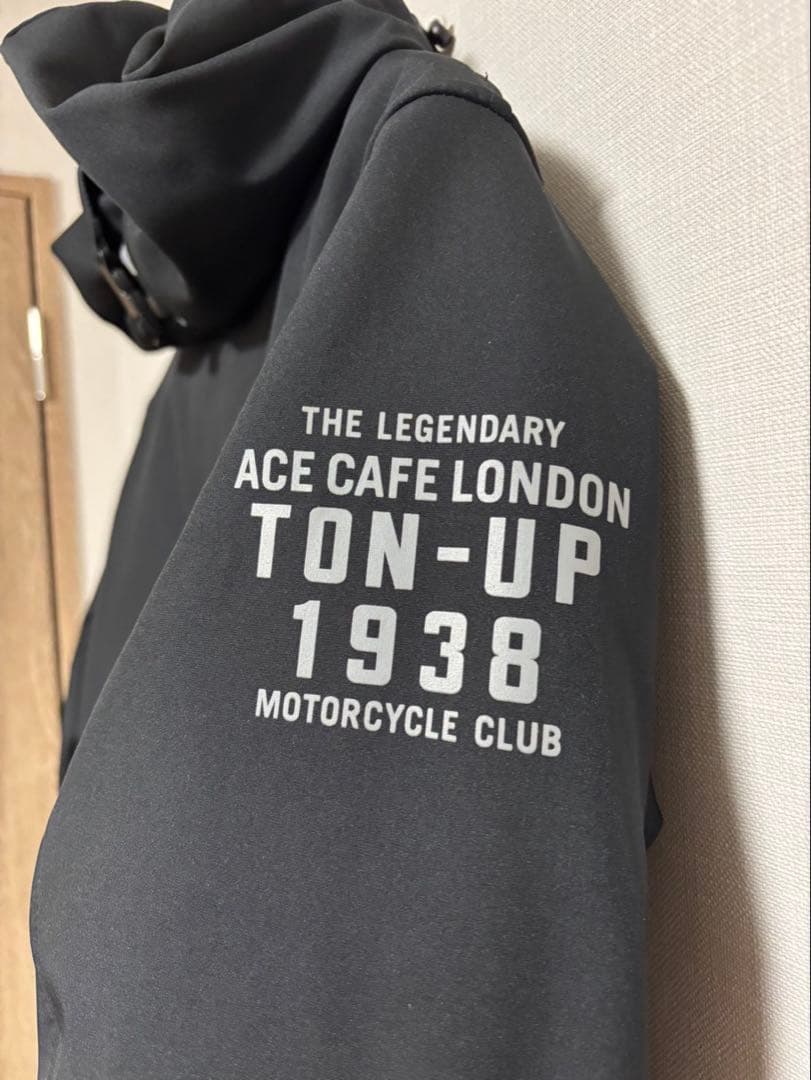 THE LEGENDARY
ACE CAFE LONDON
TON-UP
1938
MOTORCYCLE CLUB